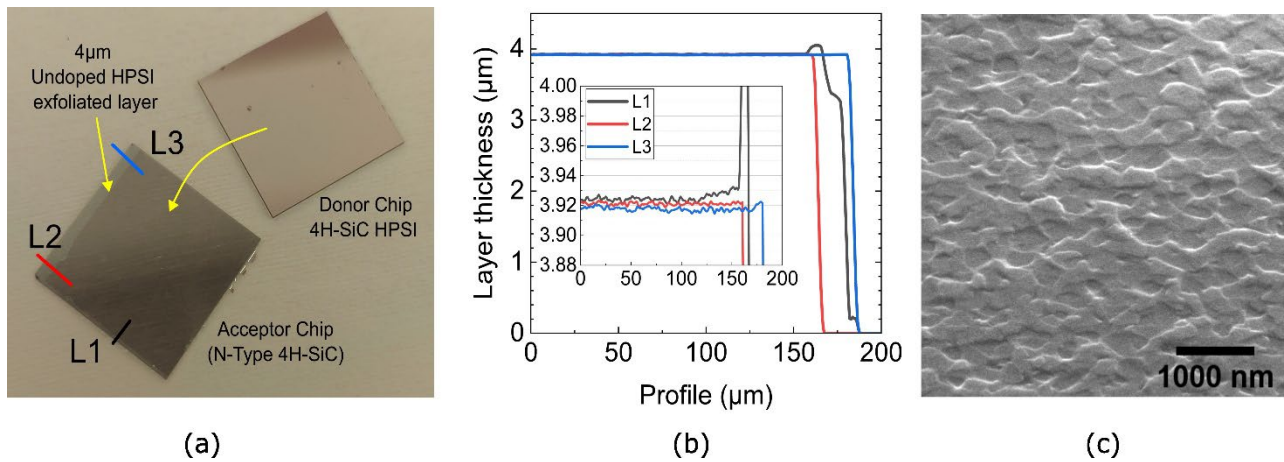 4µm
Undoped HPSI
exfoliated layer
L3
L2
L1
Donor Chip
4H-SiC HPSI
Acceptor Chip
(N-Type 4H-SiC)
(a)
Layer thickness (µm)
4
3
2
1
0
0 50 100 150 200
Profile (µm)
4.00
3.98
3.96
3.94
3.92
3.90
3.88
0 50 100 150 200
L1
L2
L3
(b)
1000 nm
(c)